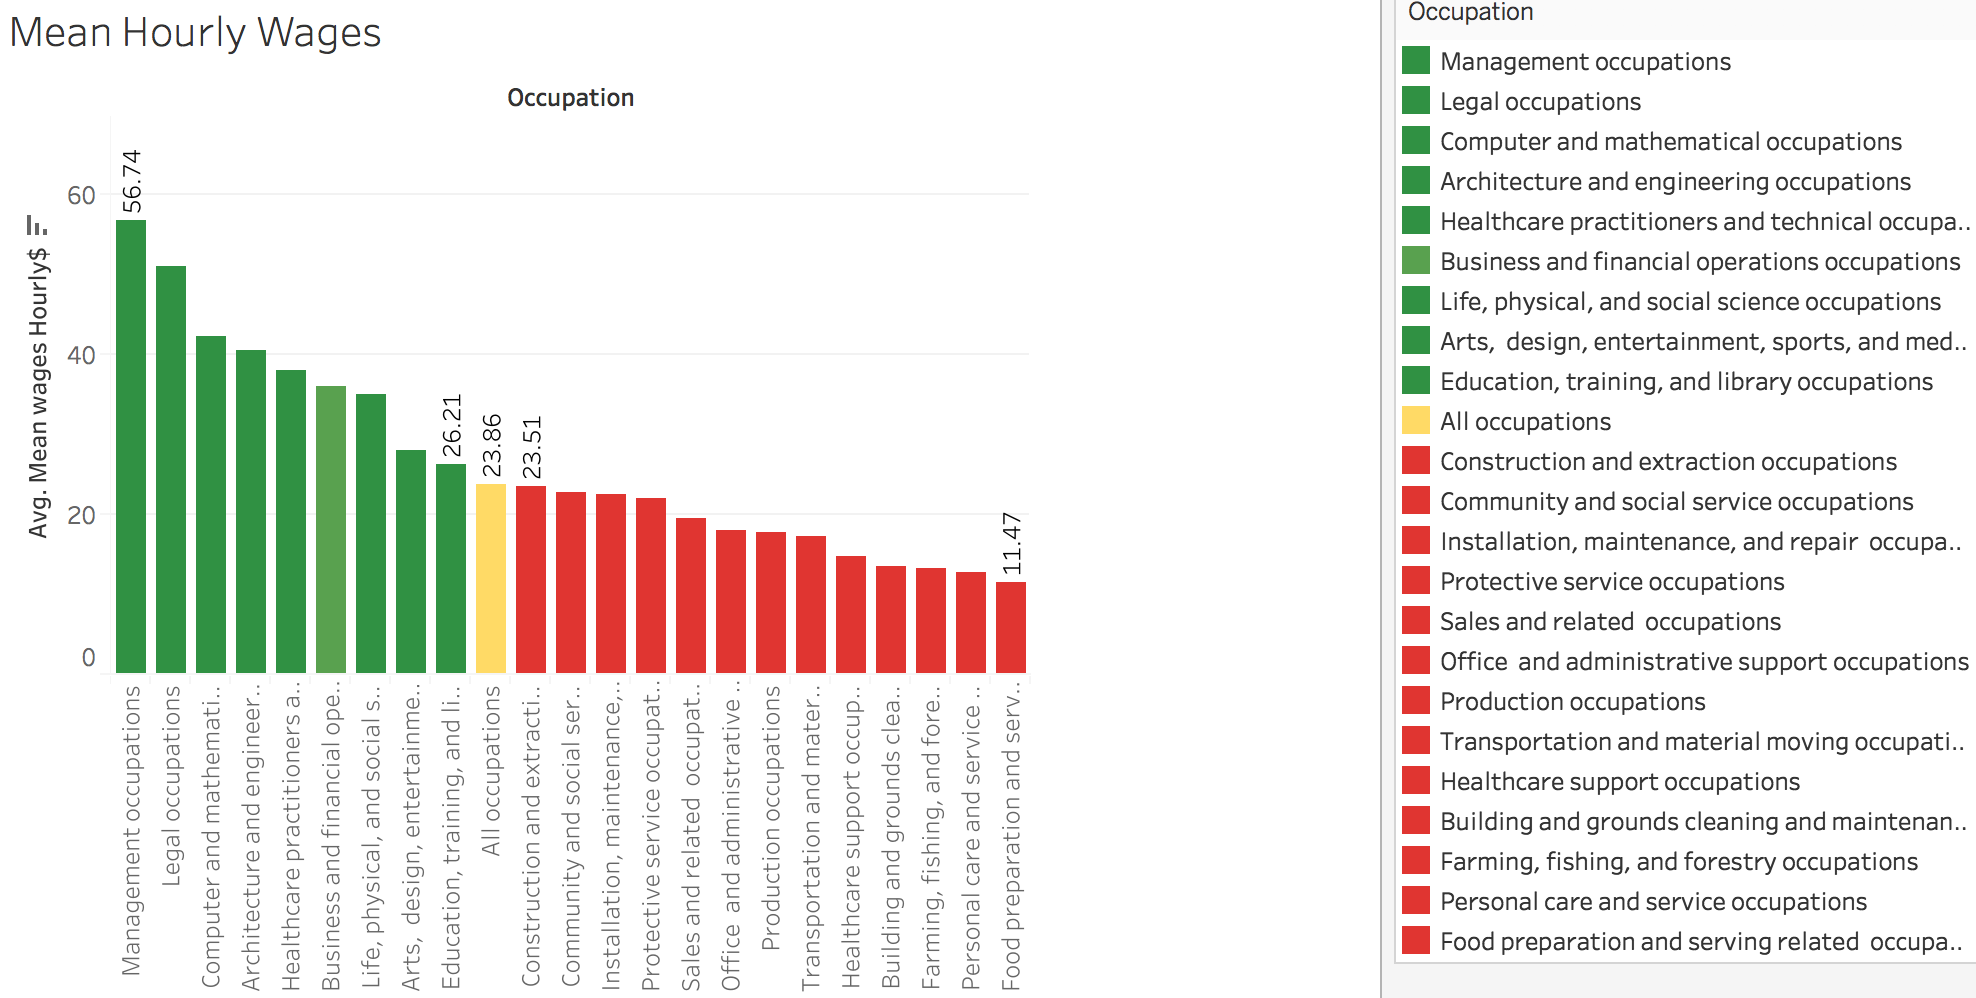 Mean Hourly Wages
Occupation
Avg. Mean wages Hourly$
60
40
20
0
56.74
26.21
23.86
23.51
11.47
Management occupations
Legal occupations
Computer and mathemati..
Architecture and engineer..
Healthcare practitioners a..
Business and financial ope..
Life, physical, and social s..
Arts,  design, entertainme..
Education, training, and li..
All occupations
Construction and extracti..
Community and social ser..
Installation, maintenance,..
Protective service occupat..
Sales and related  occupat..
Office  and administrative ..
Production occupations
Transportation and mater..
Healthcare support occup..
Building and grounds clea..
Farming, fishing, and fore..
Personal care and service ..
Food preparation and serv..
Occupation
Management occupations
Legal occupations
Computer and mathematical occupations
Architecture and engineering occupations
Healthcare practitioners and technical occupa..
Business and financial operations occupations
Life, physical, and social science occupations
Arts,  design, entertainment, sports, and med..
Education, training, and library occupations
All occupations
Construction and extraction occupations
Community and social service occupations
Installation, maintenance, and repair  occupa..
Protective service occupations
Sales and related  occupations
Office  and administrative support occupations
Production occupations
Transportation and material moving occupati..
Healthcare support occupations
Building and grounds cleaning and maintenan..
Farming, fishing, and forestry occupations
Personal care and service occupations
Food preparation and serving related  occupa..